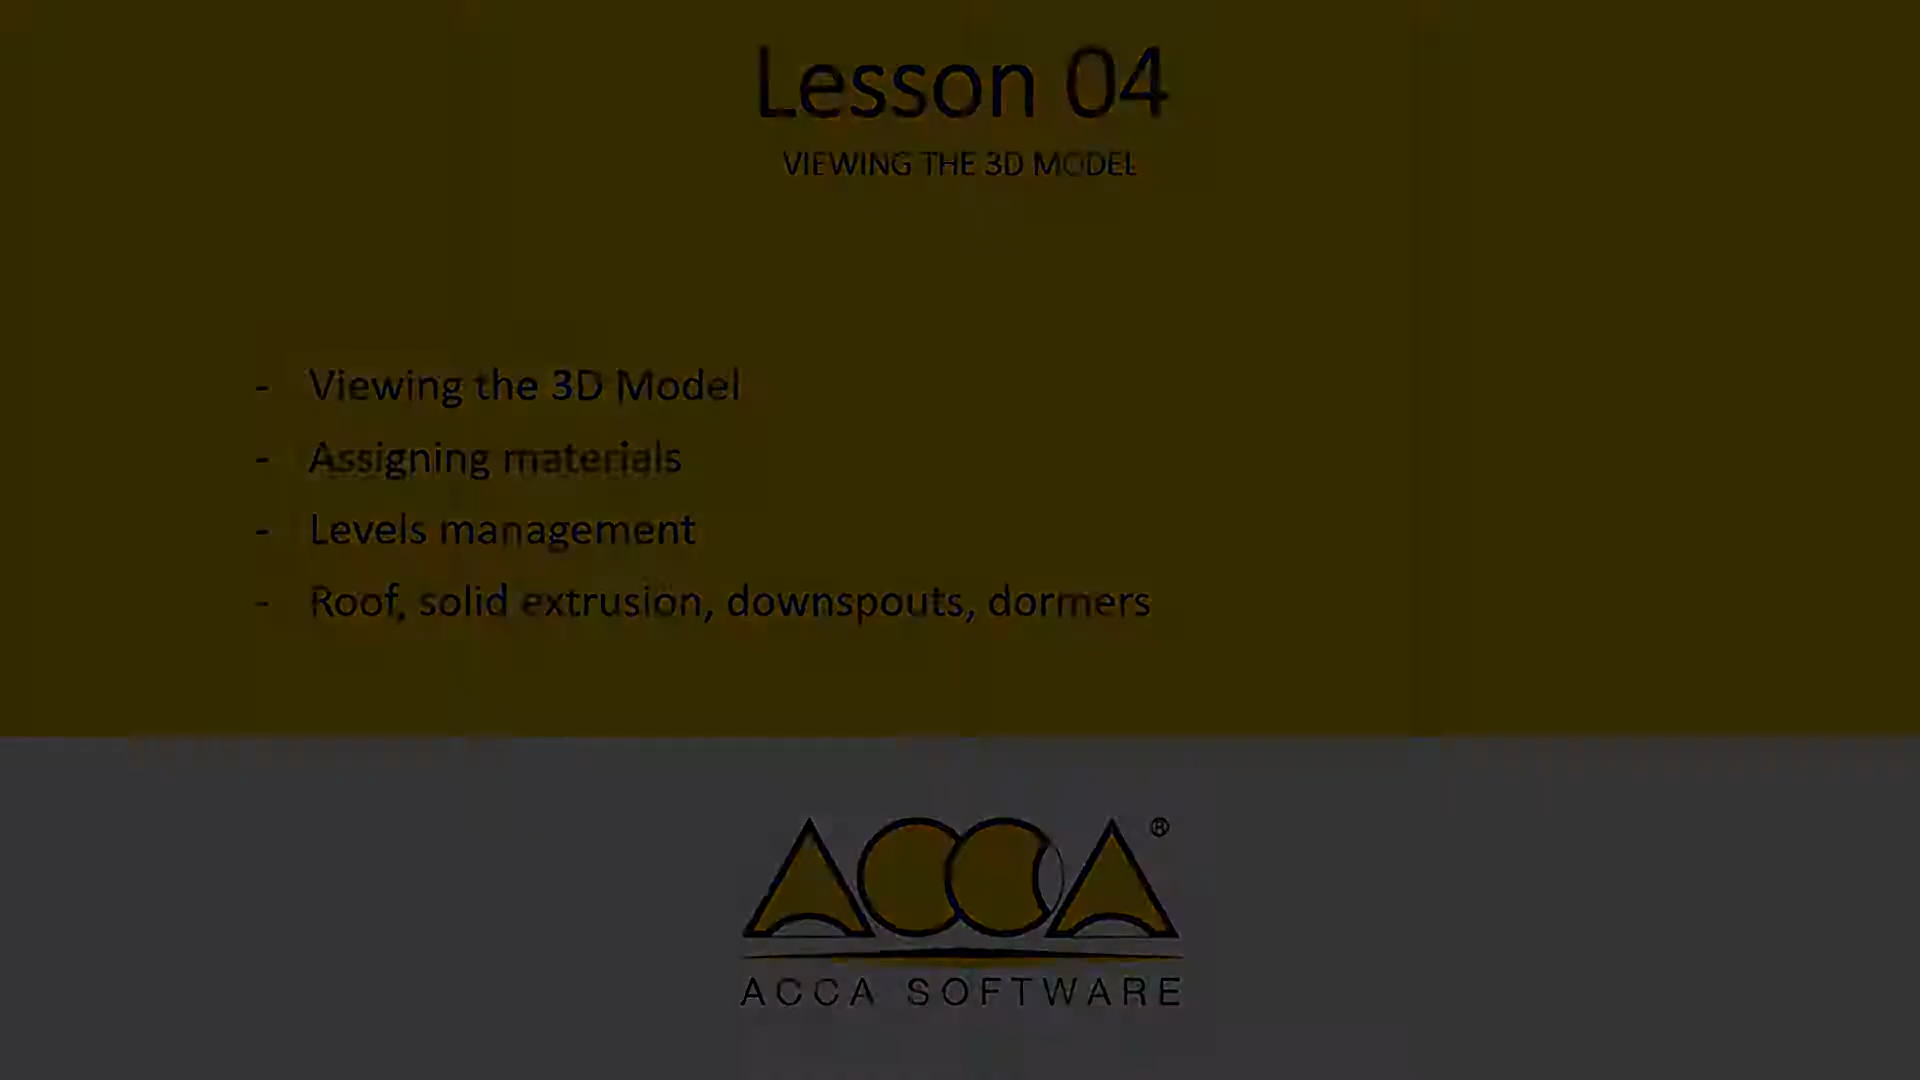 Lesson 04
VIEWING THE 3D MODEL
- Viewing the 3D Model
- Assigning materials
- Levels management
- Roof, solid extrusion, downspouts, dormers
ACCA ®
ACCA SOFTWARE